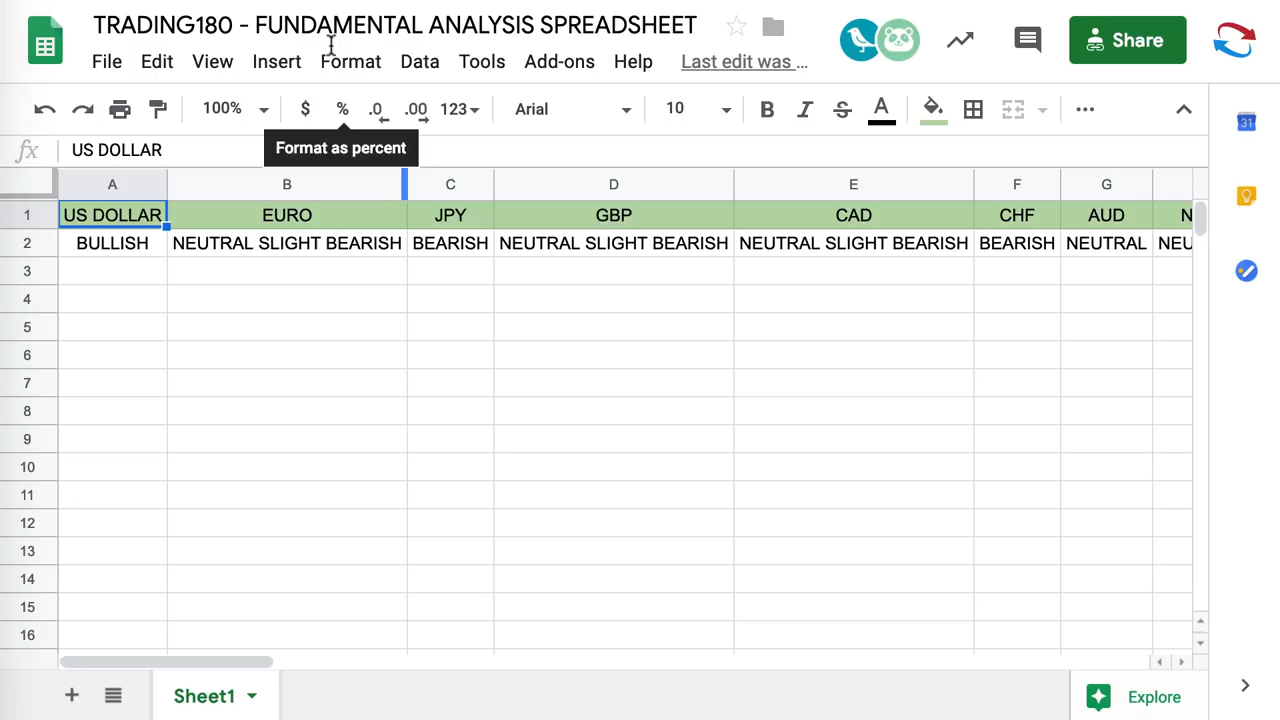 TRADING180 - FUNDAMENTAL ANALYSIS SPREADSHEET
File Edit View Insert Format Data Tools Add-ons Help Last edit was ...
Share
100% $ % .0 .00 123 Arial 10 B I S A
fx US DOLLAR
Format as percent
A B C D E F G
1 US DOLLAR EURO JPY GBP CAD CHF AUD N
2 BULLISH NEUTRAL SLIGHT BEARISH BEARISH NEUTRAL SLIGHT BEARISH NEUTRAL SLIGHT BEARISH BEARISH NEUTRAL NEU
3
4
5
6
7
8
9
10
11
12
13
14
15
16
31
Sheet1
Explore